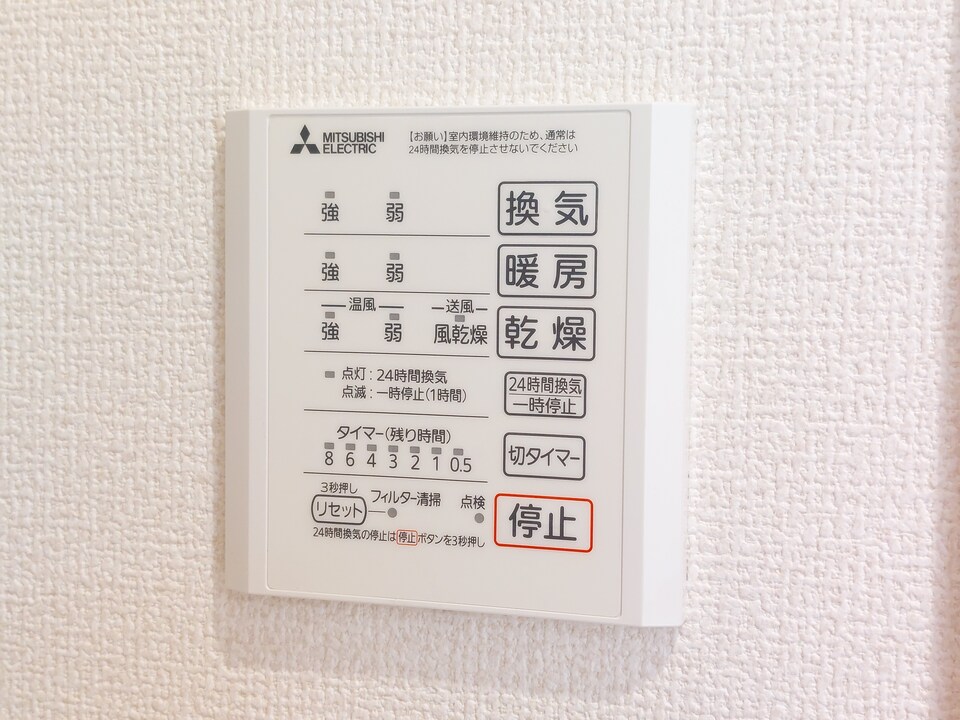 MITSUBISHI
ELECTRIC
【お願い】室内環境維持のため、通常は
24時間換気を停止させないでください
強 弱 換気
強 弱 暖房
温風 送風
強 弱 風乾燥 乾燥
点灯:24時間換気
点滅:一時停止(1時間)
24時間換気
一時停止
タイマー(残り時間)
8 6 4 3 2 1 0.5
切タイマー
3秒押し
リセット フィルター清掃 点検
停止
24時間換気の停止は停止ボタンを3秒押し